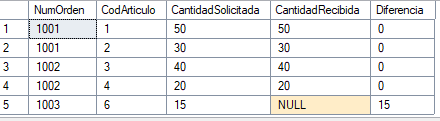 NumOrden CodArticulo CantidadSolicitada CantidadRecibida Diferencia
1 1001 1 50 50 0
2 1001 2 30 30 0
3 1002 3 40 40 0
4 1002 4 20 20 0
5 1003 6 15 NULL 15